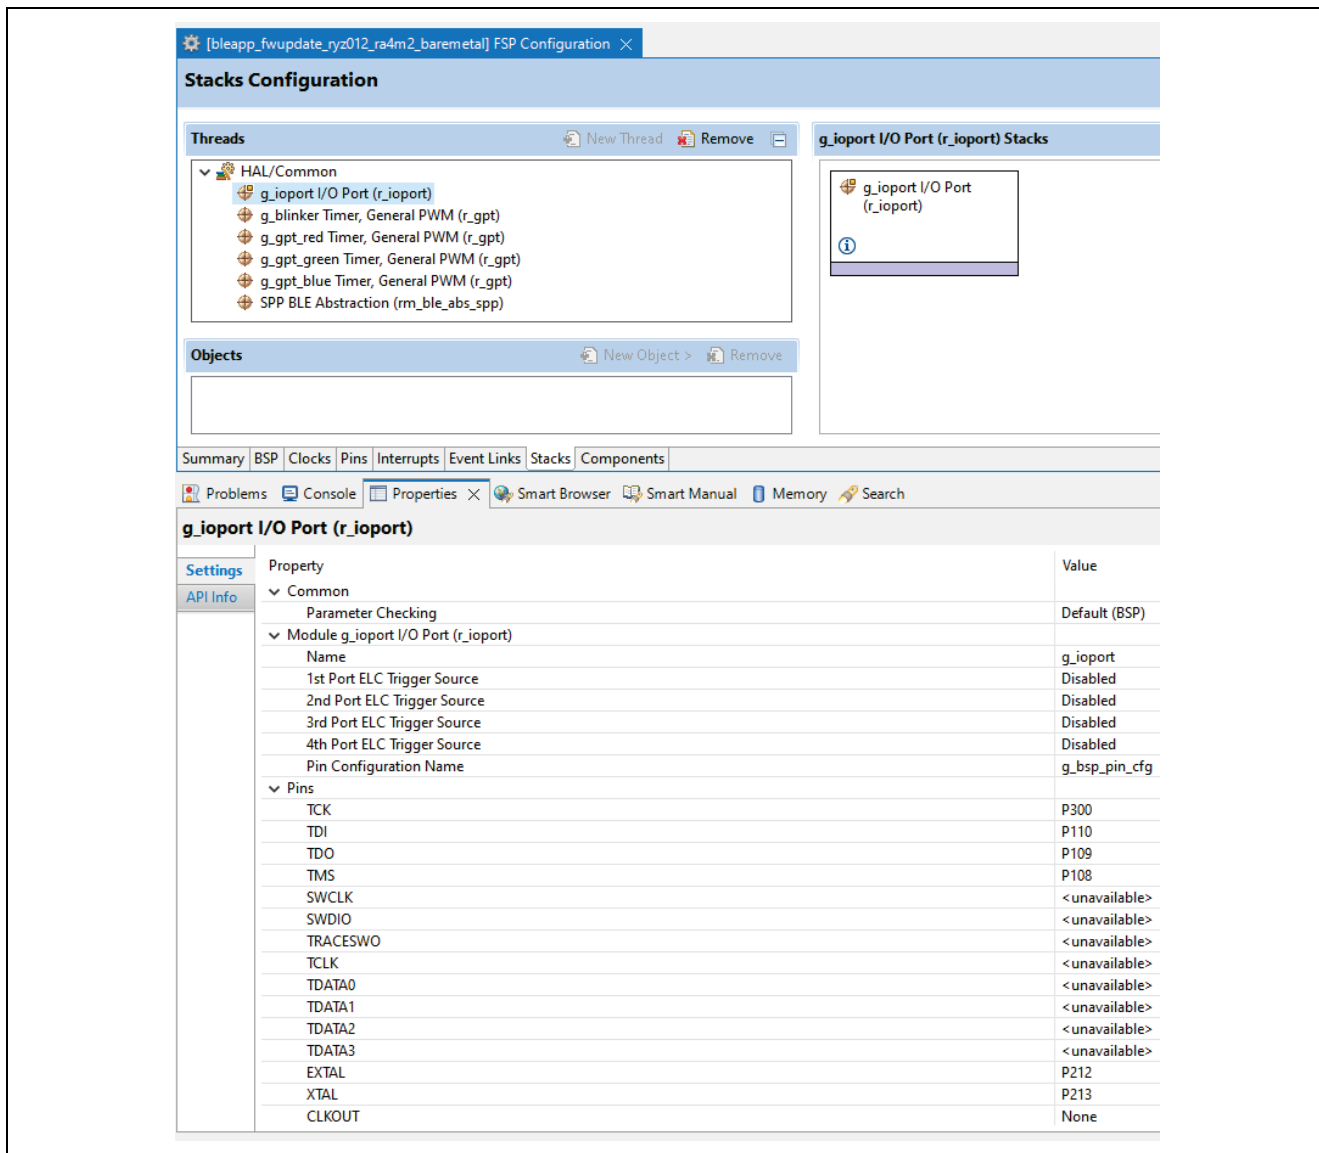 [bleapp_fwupdate_ryz012_ra4m2_baremetal] FSP Configuration
Stacks Configuration
Threads
New Thread
Remove
HAL/Common
g_ioport I/O Port (r_ioport)
g_blinker Timer, General PWM (r_gpt)
g_gpt_red Timer, General PWM (r_gpt)
g_gpt_green Timer, General PWM (r_gpt)
g_gpt_blue Timer, General PWM (r_gpt)
SPP BLE Abstraction (rm_ble_abs_spp)
g_ioport I/O Port (r_ioport) Stacks
g_ioport I/O Port
(r_ioport)
Objects
New Object >
Remove
Summary BSP Clocks Pins Interrupts Event Links Stacks Components
Problems Console Properties Smart Browser Smart Manual Memory Search
g_ioport I/O Port (r_ioport)
Settings
API Info
Property Value
Common
Parameter Checking Default (BSP)
Module g_ioport I/O Port (r_ioport)
Name g_ioport
1st Port ELC Trigger Source Disabled
2nd Port ELC Trigger Source Disabled
3rd Port ELC Trigger Source Disabled
4th Port ELC Trigger Source Disabled
Pin Configuration Name g_bsp_pin_cfg
Pins
TCK P300
TDI P110
TDO P109
TMS P108
SWCLK <unavailable>
SWDIO <unavailable>
TRACESWO <unavailable>
TCLK <unavailable>
TDATA0 <unavailable>
TDATA1 <unavailable>
TDATA2 <unavailable>
TDATA3 <unavailable>
EXTAL P212
XTAL P213
CLKOUT None